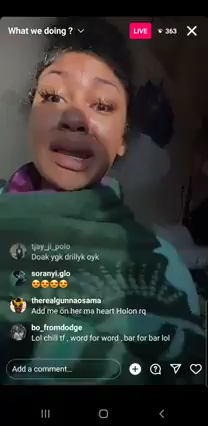 What we doing ?
LIVE
363
tjay_ji_polo
Doak ygk drillyk oyk
soranyi.glo
😍😍😍😍
therealgunnaosama
Add me on her ma heart Holon rq
bo_fromdodge
Lol chill tf , word for word , bar for bar lol
Add a comment...